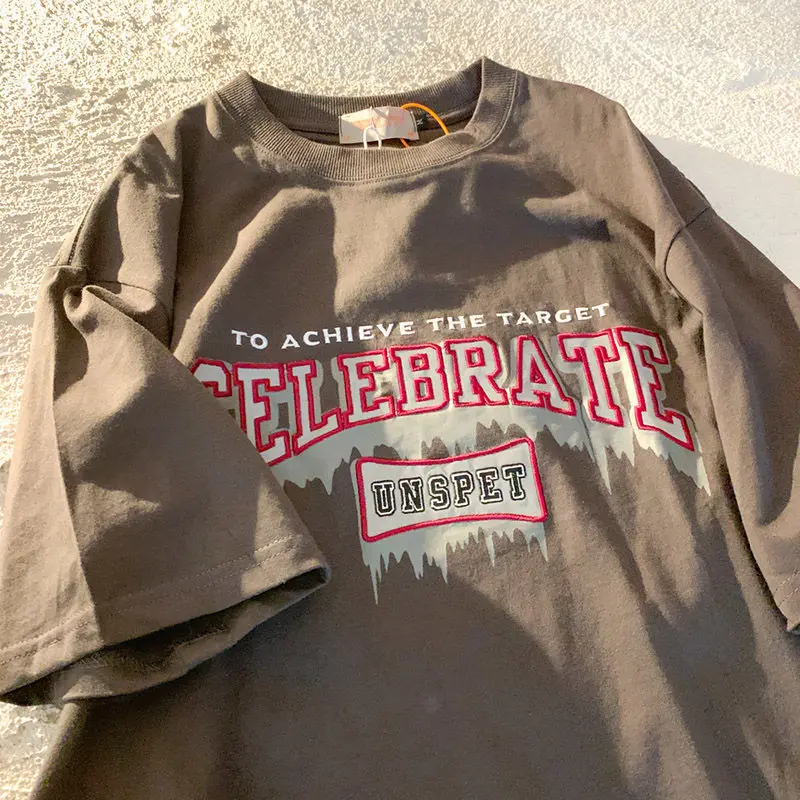 TO ACHIEVE THE TARGET
CELEBRATE
UNSPET